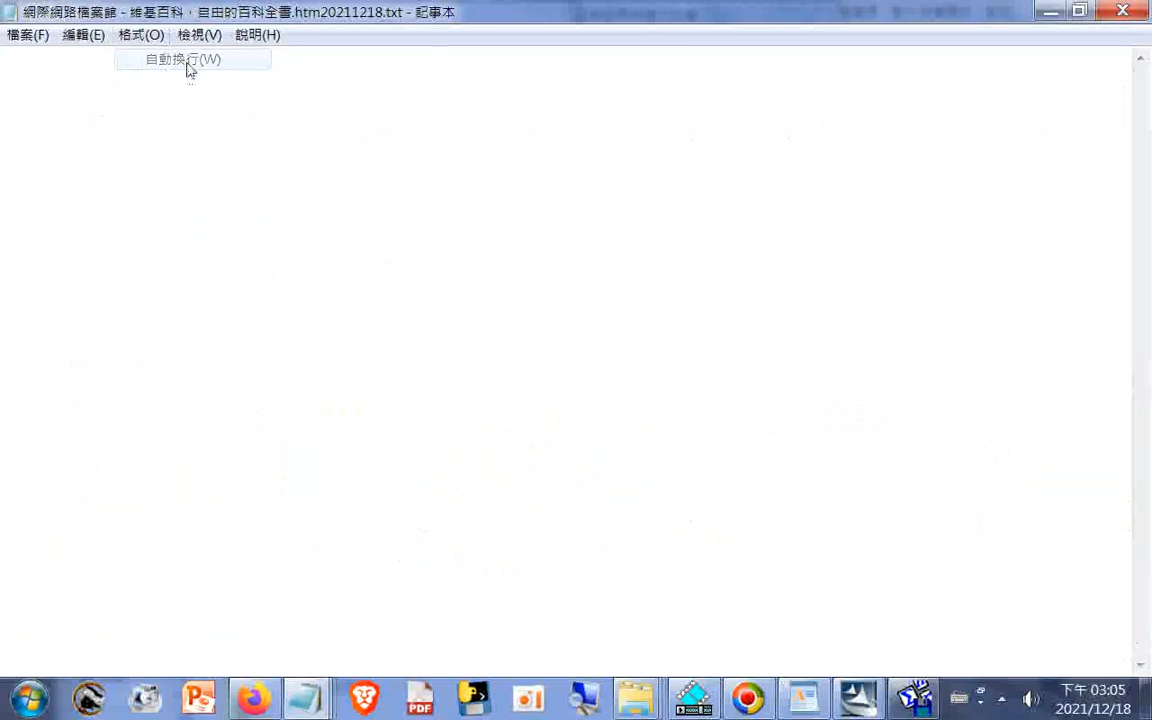 網際網路檔案館 - 維基百科，自由的百科全書.htm20211218.txt - 記事本
檔案(F) 編輯(E) 格式(O) 檢視(V) 說明(H)
自動換行(W)
PDF
下午 03:05
2021/12/18